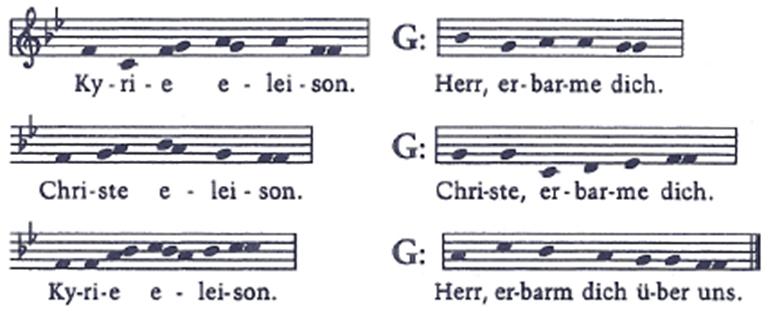 G:
Ky - ri - e e - lei - son. Herr, er-bar-me dich.
G:
Chri-ste e - lei - son. Chri-ste, er-bar-me dich.
G:
Ky-ri-e e - lei-son. Herr, er-barm dich ü-ber uns.